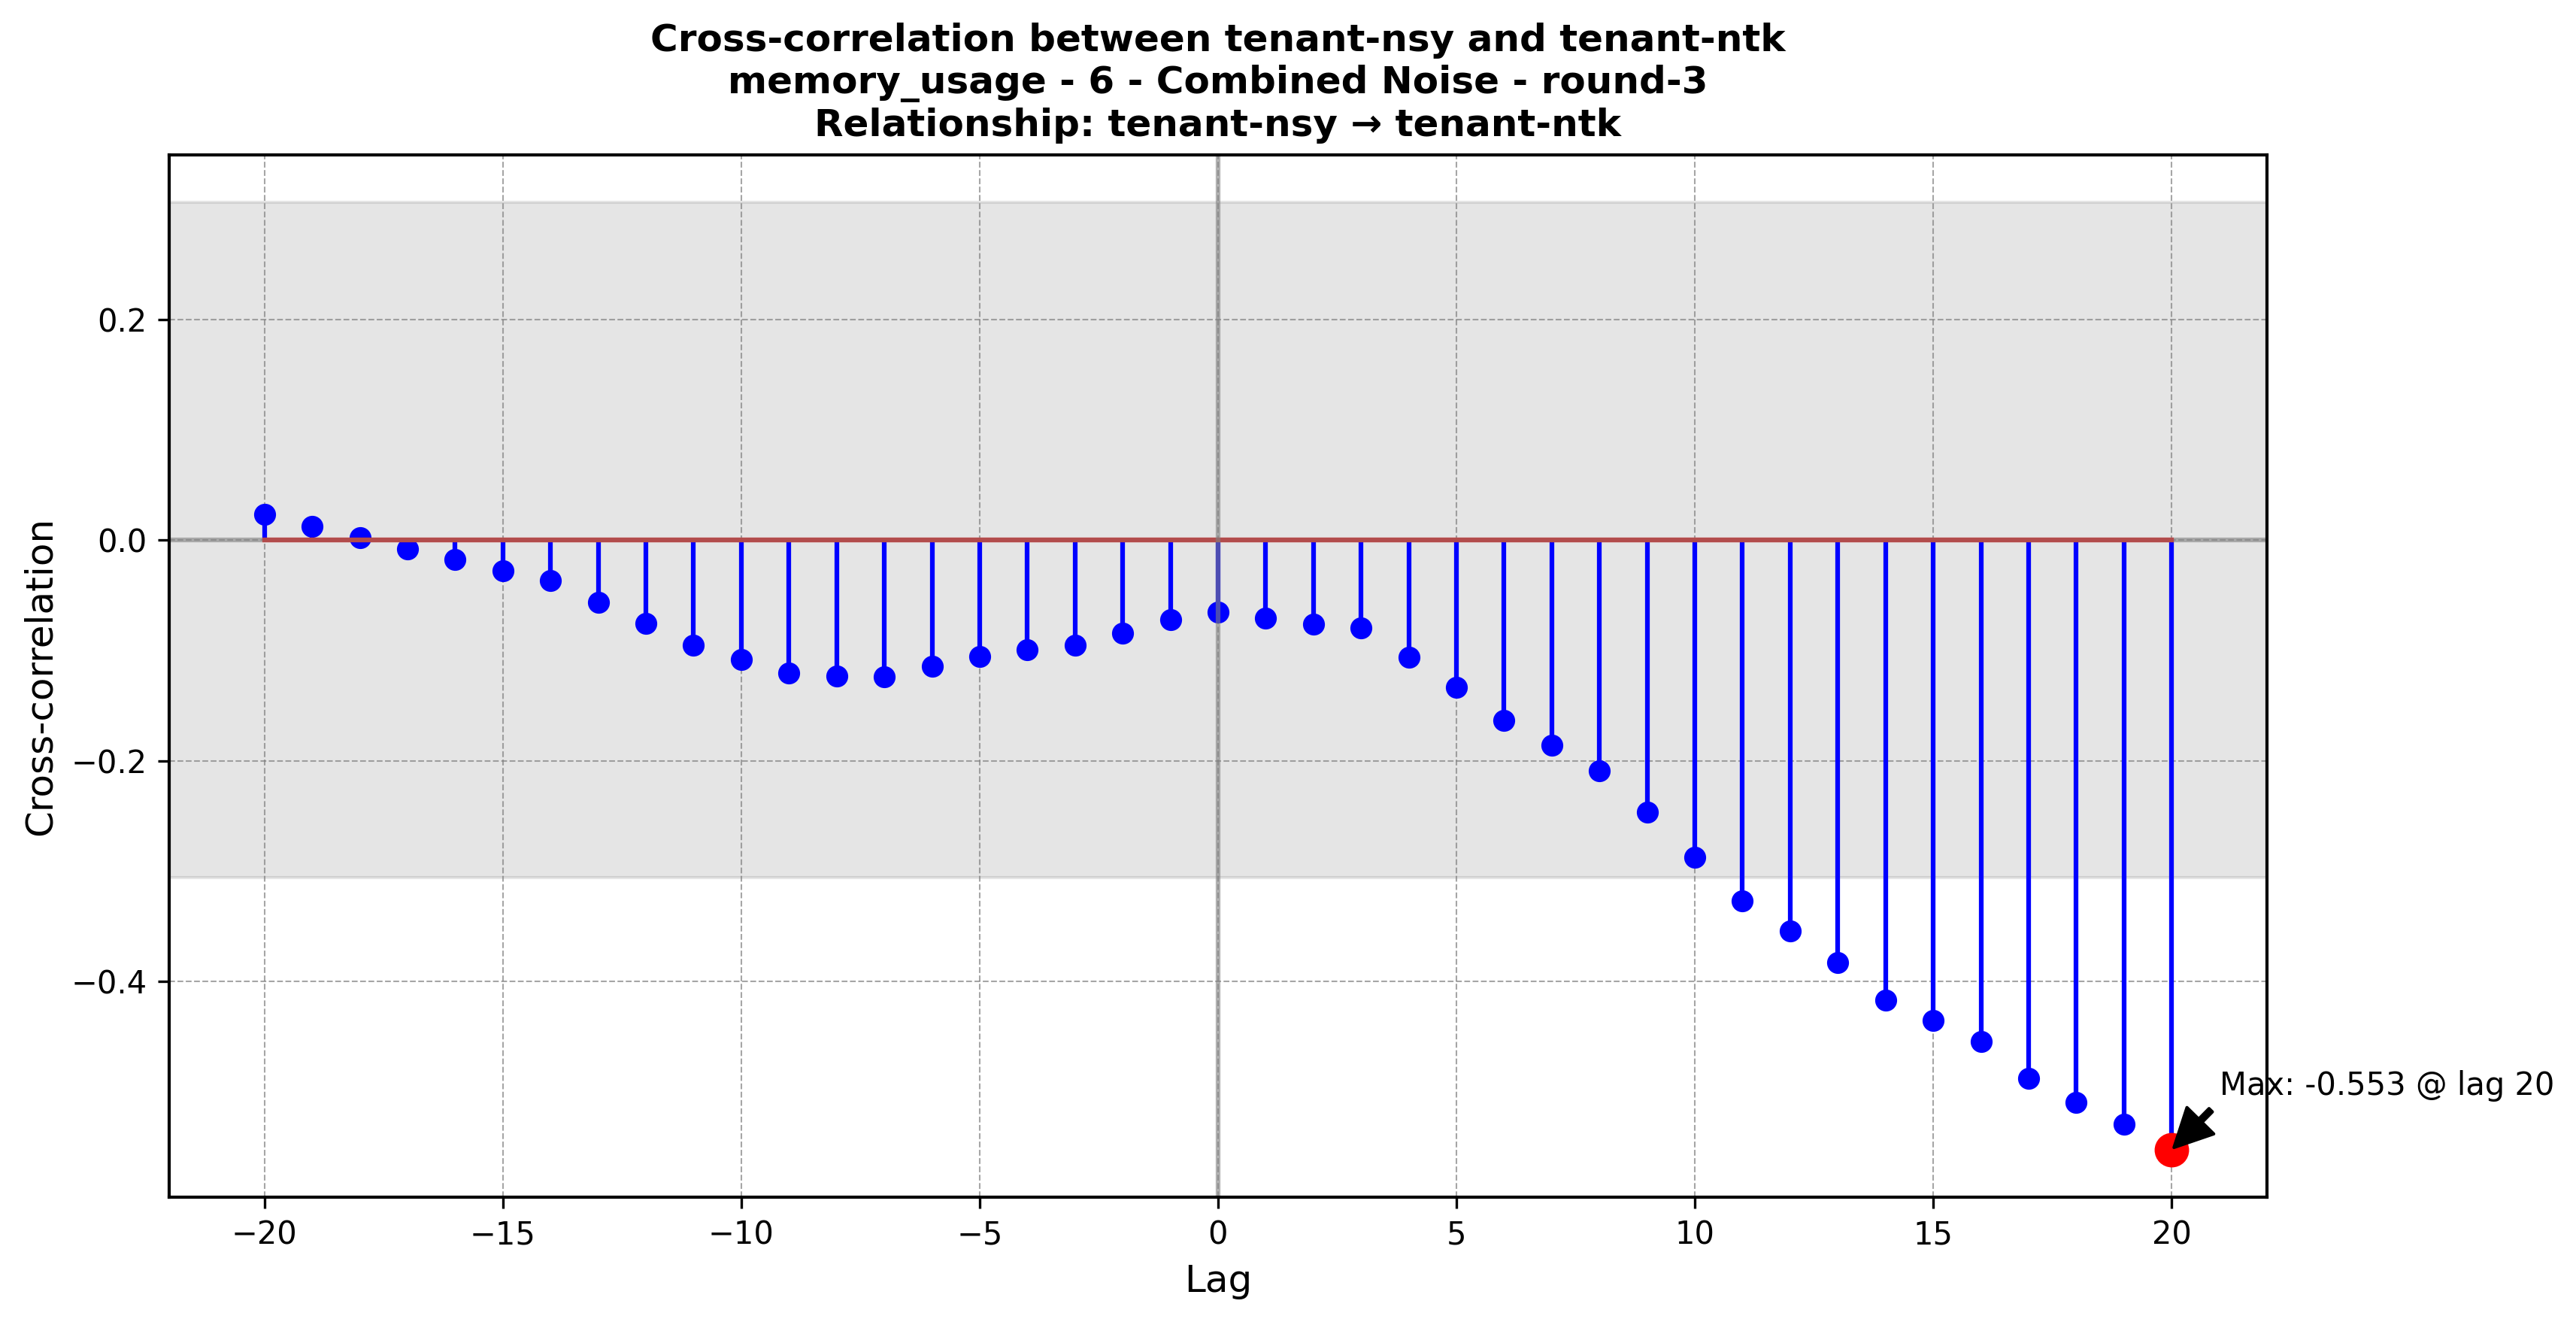 Cross-correlation between tenant-nsy and tenant-ntk
memory_usage - 6 - Combined Noise - round-3
Relationship: tenant-nsy → tenant-ntk
Cross-correlation
0.2
0.0
−0.2
−0.4
Max: -0.553 @ lag 20
−20
−15
−10
−5
0
5
10
15
20
Lag